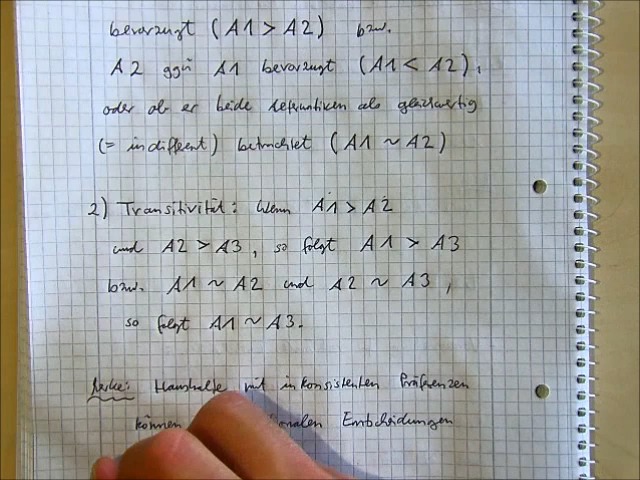 bevorzugt (A1 > A2) bzw.
A2 ggü A1 bevorzugt (A1 < A2),
oder ob er beide Alternativen als gleichwertig
(= indifferent) betrachtet (A1 ~ A2)
2) Transitivität: Wenn A1 > A2
und A2 > A3, so folgt A1 > A3
bzw. A1 ~ A2 und A2 ~ A3,
so folgt A1 ~ A3.
Merke: Haushalte mit inkonsistenten Präferenzen
können Entscheidungen